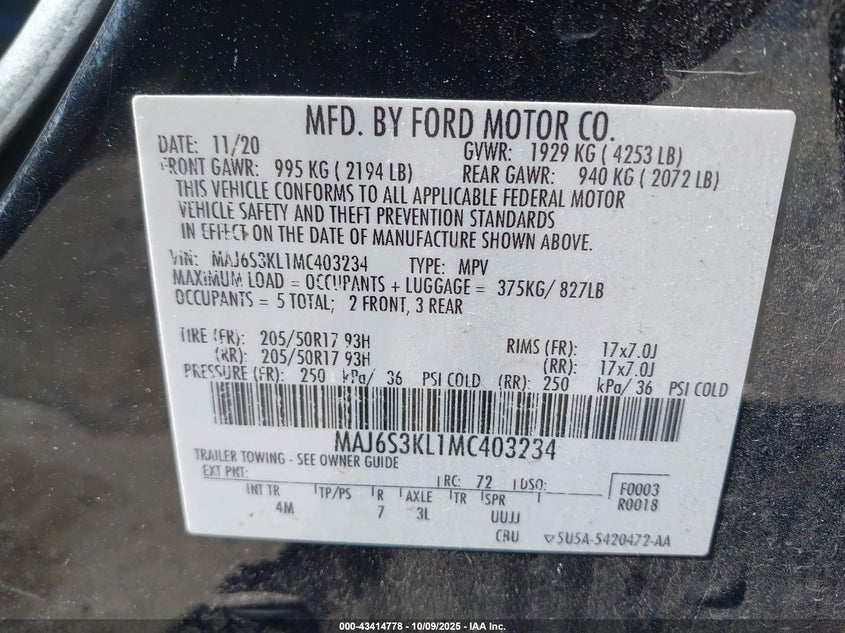 MFD. BY FORD MOTOR CO.
DATE: 11/20 GVWR: 1929 KG ( 4253 LB)
FRONT GAWR: 995 KG ( 2194 LB) REAR GAWR: 940 KG ( 2072 LB)
THIS VEHICLE CONFORMS TO ALL APPLICABLE FEDERAL MOTOR
VEHICLE SAFETY AND THEFT PREVENTION STANDARDS
IN EFFECT ON THE DATE OF MANUFACTURE SHOWN ABOVE.
VIN: MAJ6S3KL1MC403234 TYPE: MPV
MAXIMUM LOAD = OCCUPANTS + LUGGAGE = 375KG/ 827LB
OCCUPANTS = 5 TOTAL; 2 FRONT, 3 REAR
TIRE (FR): 205/50R17 93H RIMS (FR): 17x7.0J
(RR): 205/50R17 93H (RR): 17x7.0J
PRESSURE (FR): 250 kPa/ 36 PSI COLD (RR): 250 kPa/ 36 PSI COLD
MAJ6S3KL1MC403234
TRAILER TOWING - SEE OWNER GUIDE
EXT PNT: RC: 72 DSO: F0003
R0018
INT TR TP/PS R AXLE TR SPR
4M 7 3L UUJJ
CBU 5U5A-5420472-AA
000-43414778 - 10/09/2025 - IAA Inc.